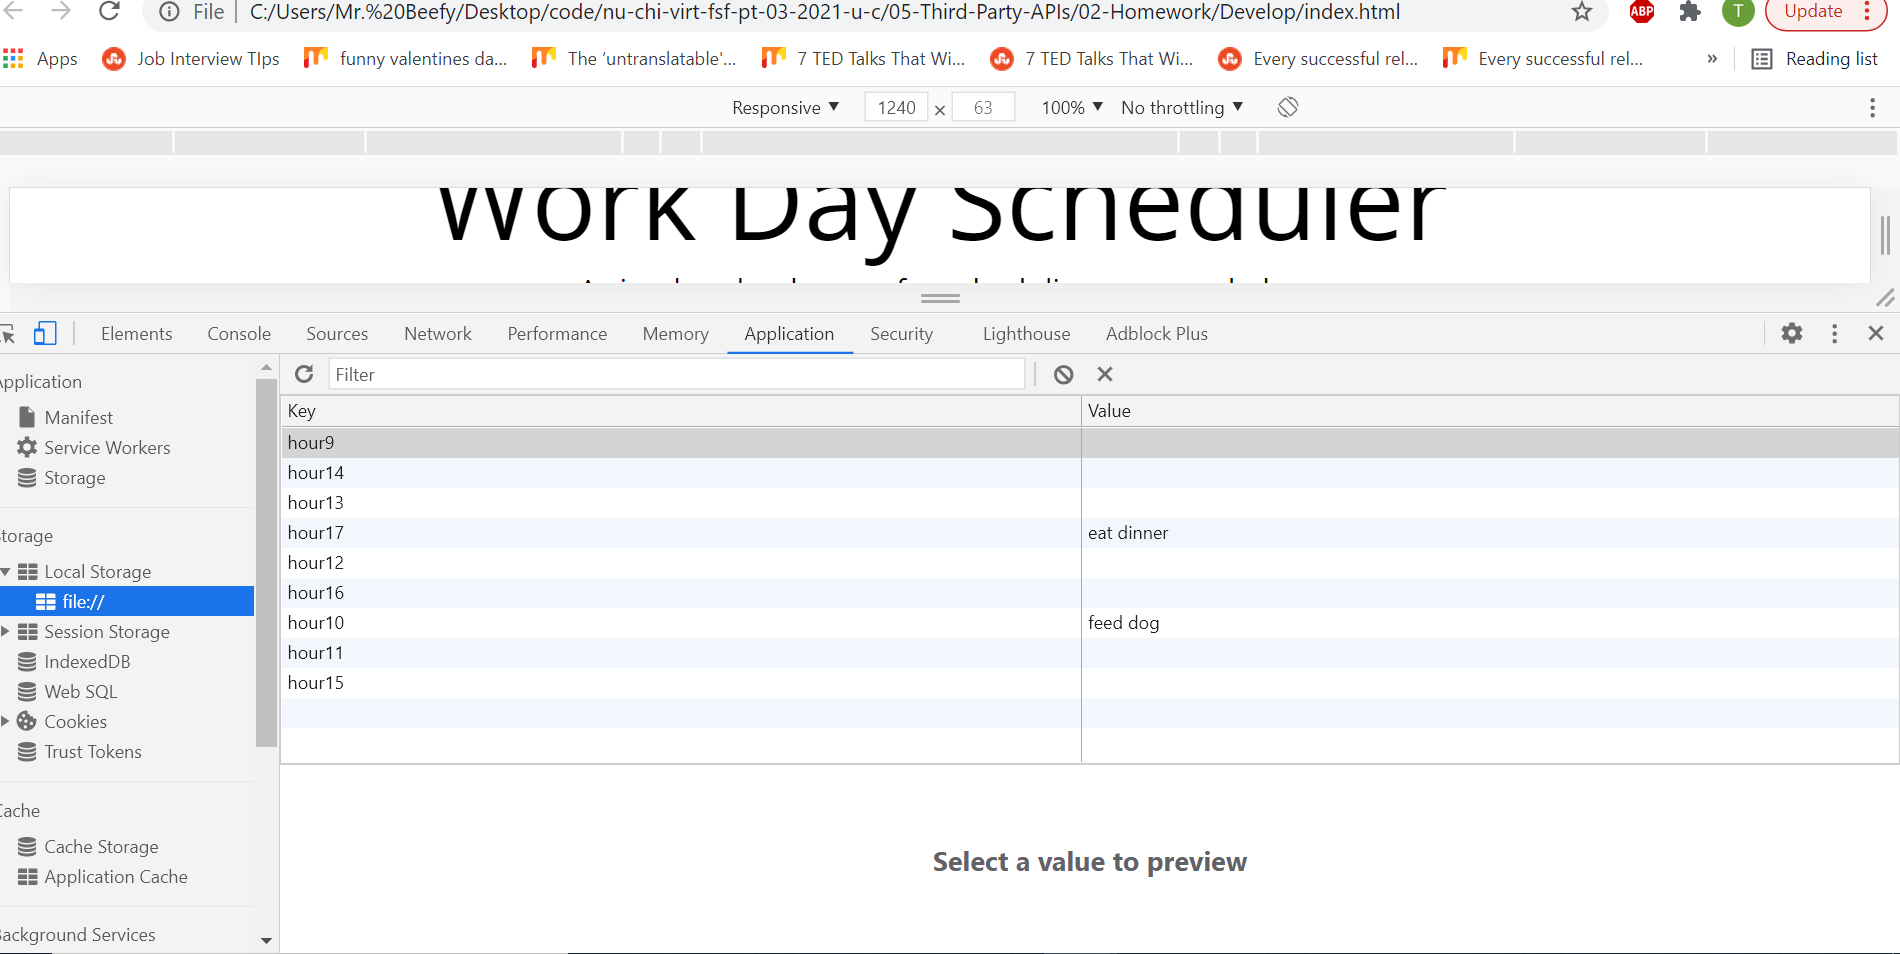 File C:/Users/Mr.%20Beefy/Desktop/code/nu-chi-virt-fsf-pt-03-2021-u-c/05-Third-Party-APIs/02-Homework/Develop/index.html ABP T Update
Apps Job Interview TIps funny valentines da... The ‘untranslatable’... 7 TED Talks That Wi... 7 TED Talks That Wi... Every successful rel... Every successful rel... » Reading list
Responsive 1240 × 63 100% No throttling
Work Day Scheduler
Elements Console Sources Network Performance Memory Application Security Lighthouse Adblock Plus
Application
Manifest
Service Workers
Storage
Storage
Local Storage
file://
Session Storage
IndexedDB
Web SQL
Cookies
Trust Tokens
Cache
Cache Storage
Application Cache
Background Services
Filter
Key Value
hour9
hour14
hour13
hour17 eat dinner
hour12
hour16
hour10 feed dog
hour11
hour15
Select a value to preview